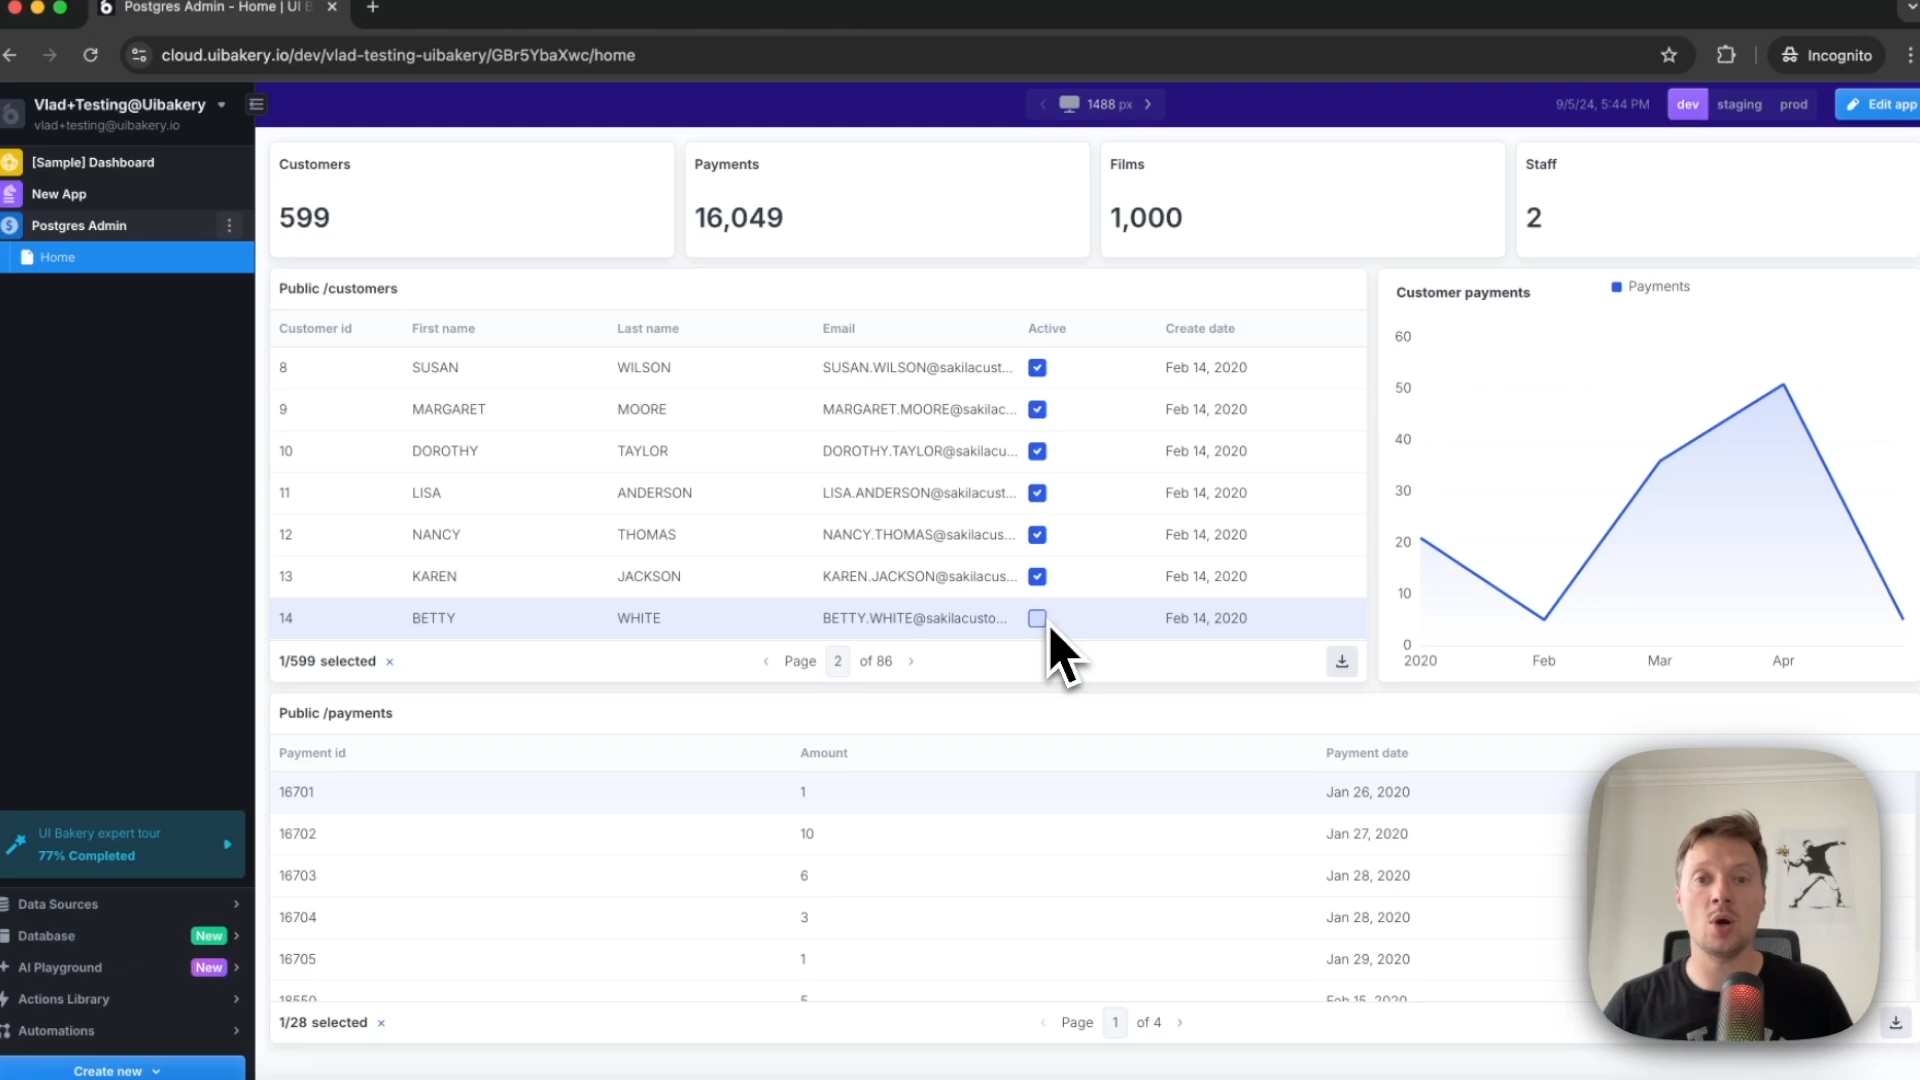 Postgres Admin - Home | UI B
cloud.uibakery.io/dev/vlad-testing-uibakery/GBr5YbaXwc/home
Incognito
Vlad+Testing@Uibakery
vlad+testing@uibakery.io
1488 px
9/5/24, 5:44 PM
dev
staging
prod
Edit app
[Sample] Dashboard
New App
Postgres Admin
Home
Customers
599
Payments
16,049
Films
1,000
Staff
2
Public /customers
Customer id First name Last name Email Active Create date
8 SUSAN WILSON SUSAN.WILSON@sakilacust... Feb 14, 2020
9 MARGARET MOORE MARGARET.MOORE@sakilac... Feb 14, 2020
10 DOROTHY TAYLOR DOROTHY.TAYLOR@sakilacu... Feb 14, 2020
11 LISA ANDERSON LISA.ANDERSON@sakilacust... Feb 14, 2020
12 NANCY THOMAS NANCY.THOMAS@sakilacus... Feb 14, 2020
13 KAREN JACKSON KAREN.JACKSON@sakilacus... Feb 14, 2020
14 BETTY WHITE BETTY.WHITE@sakilacusto... Feb 14, 2020
1/599 selected × Page 2 of 86
Customer payments
Payments
60
50
40
30
20
10
0
2020 Feb Mar Apr
Public /payments
Payment id Amount Payment date
16701 1 Jan 26, 2020
16702 10 Jan 27, 2020
16703 6 Jan 28, 2020
16704 3 Jan 28, 2020
16705 1 Jan 29, 2020
18550 5 Feb 15, 2020
1/28 selected × Page 1 of 4
UI Bakery expert tour
77% Completed
Data Sources
Database New
AI Playground New
Actions Library
Automations
Create new